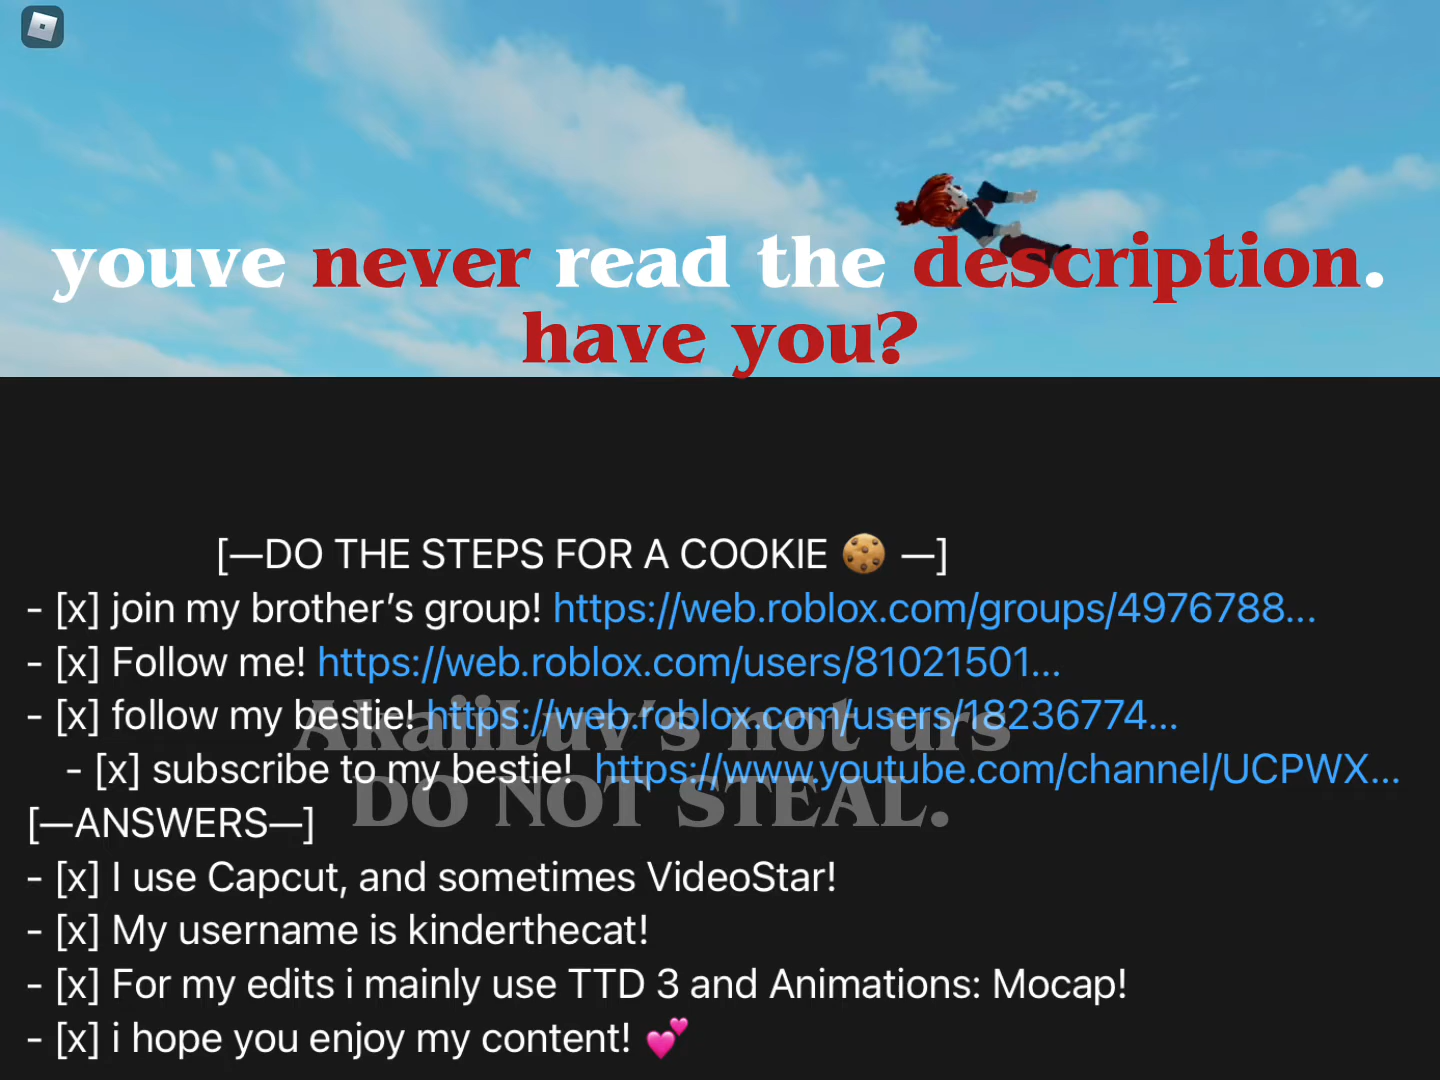 youve never read the description.
have you?
[—DO THE STEPS FOR A COOKIE 🍪 —]
- [x] join my brother’s group! https://web.roblox.com/groups/4976788...
- [x] Follow me! https://web.roblox.com/users/81021501...
- [x] follow my bestie! https://web.roblox.com/users/18236774...
AkaiiLuv’s not urs
- [x] subscribe to my bestie! https://www.youtube.com/channel/UCPWX...
DO NOT STEAL.
[—ANSWERS—]
- [x] I use Capcut, and sometimes VideoStar!
- [x] My username is kinderthecat!
- [x] For my edits i mainly use TTD 3 and Animations: Mocap!
- [x] i hope you enjoy my content! 💕